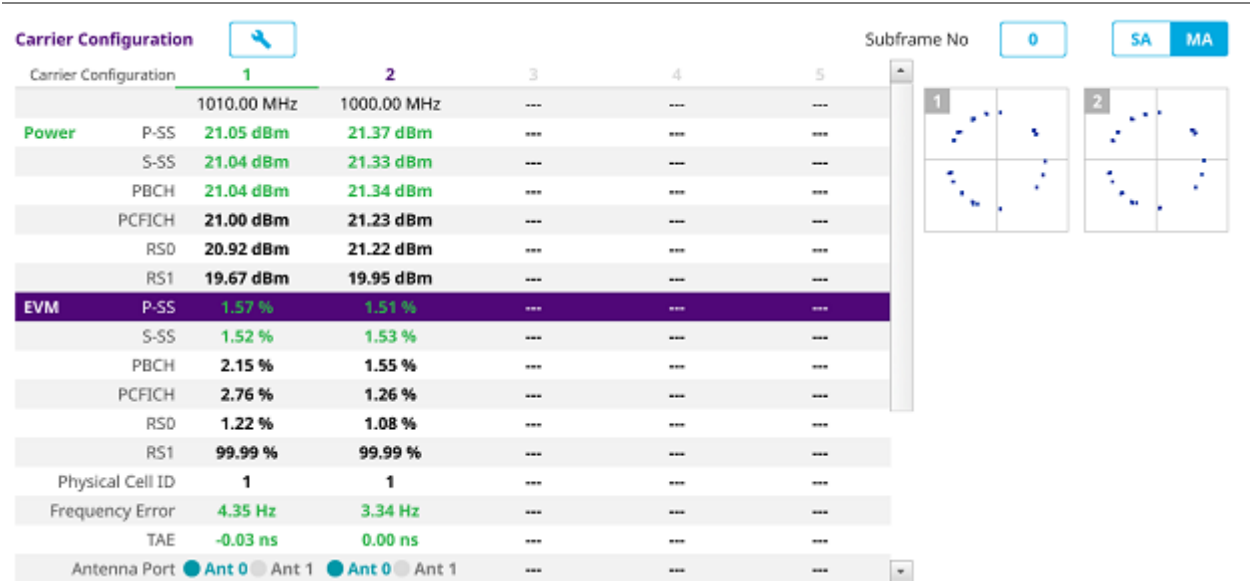 Carrier Configuration Subframe No 0 SA MA
Carrier Configuration 1 2 3 4 5
1010.00 MHz 1000.00 MHz --- --- ---
Power P-SS 21.05 dBm 21.37 dBm --- --- ---
S-SS 21.04 dBm 21.33 dBm --- --- ---
PBCH 21.04 dBm 21.34 dBm --- --- ---
PCFICH 21.00 dBm 21.23 dBm --- --- ---
RS0 20.92 dBm 21.22 dBm --- --- ---
RS1 19.67 dBm 19.95 dBm --- --- ---
EVM P-SS 1.57 % 1.51 % --- --- ---
S-SS 1.52 % 1.53 % --- --- ---
PBCH 2.15 % 1.55 % --- --- ---
PCFICH 2.76 % 1.26 % --- --- ---
RS0 1.22 % 1.08 % --- --- ---
RS1 99.99 % 99.99 % --- --- ---
Physical Cell ID 1 1 --- --- ---
Frequency Error 4.35 Hz 3.34 Hz --- --- ---
TAE -0.03 ns 0.00 ns --- --- ---
Antenna Port Ant 0 Ant 1 Ant 0 Ant 1 --- --- ---
1 2